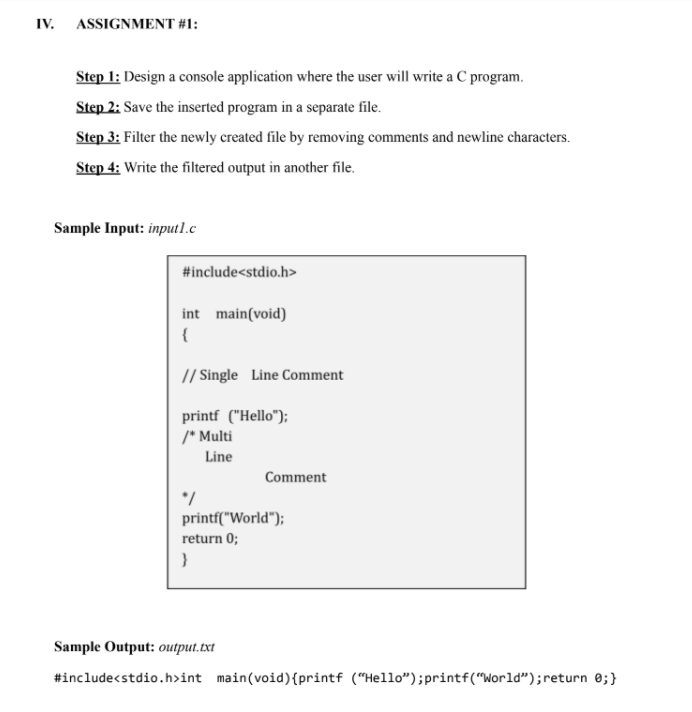 IV. ASSIGNMENT #1:
Step 1: Design a console application where the user will write a C program.
Step 2: Save the inserted program in a separate file.
Step 3: Filter the newly created file by removing comments and newline characters.
Step 4: Write the filtered output in another file.
Sample Input: input1.c
#include<stdio.h>
int main(void)
{
// Single Line Comment
printf ("Hello");
/* Multi
Line
Comment
*/
printf("World");
return 0;
}
Sample Output: output.txt
#include<stdio.h>int main(void){printf (“Hello”);printf(“World”);return 0;}